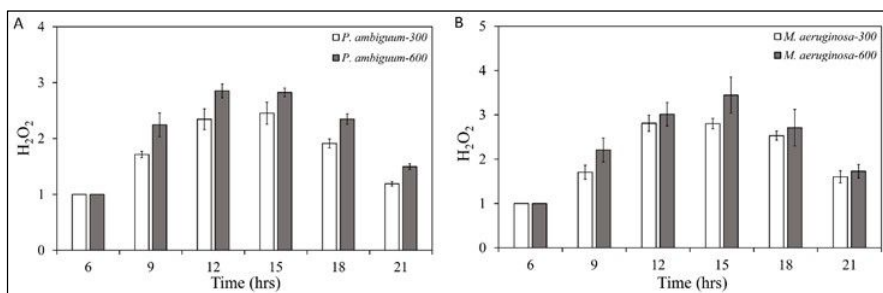 A
P. ambiguum-300
P. ambiguum-600
4
3
2
1
0
H2O2
6 9 12 15 18 21
Time (hrs)
B
M. aeruginosa-300
M. aeruginosa-600
5
4
3
2
1
0
H2O2
6 9 12 15 18 21
Time (hrs)